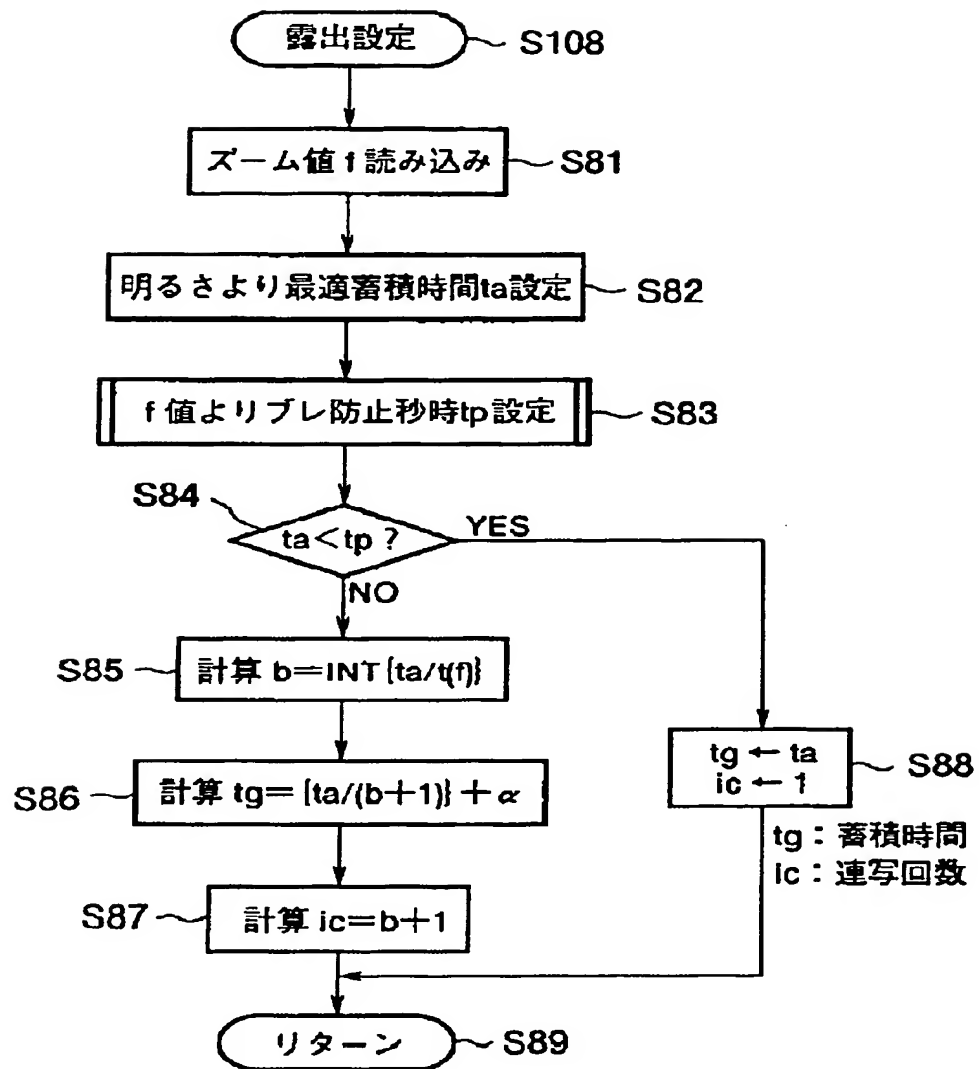 露出設定
S108
ズーム値 f 読み込み
S81
明るさより最適蓄積時間ta設定
S82
f 値よりブレ防止秒時tp設定
S83
S84
ta<tp?
YES
NO
S85
計算 b=INT{ta/t(f)}
S86
計算 tg={ta/(b+1)}+α
S87
計算 ic=b+1
tg ← ta
ic ← 1
S88
tg:蓄積時間
ic:連写回数
リターン
S89